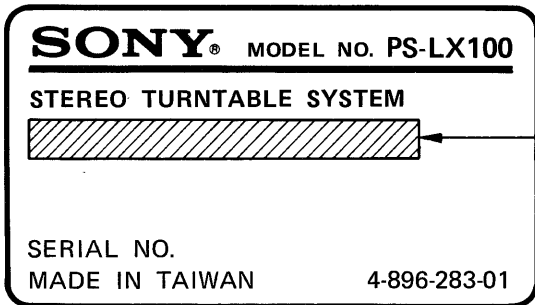 SONY® MODEL NO. PS-LX100
STEREO TURNTABLE SYSTEM
SERIAL NO.
MADE IN TAIWAN 4-896-283-01